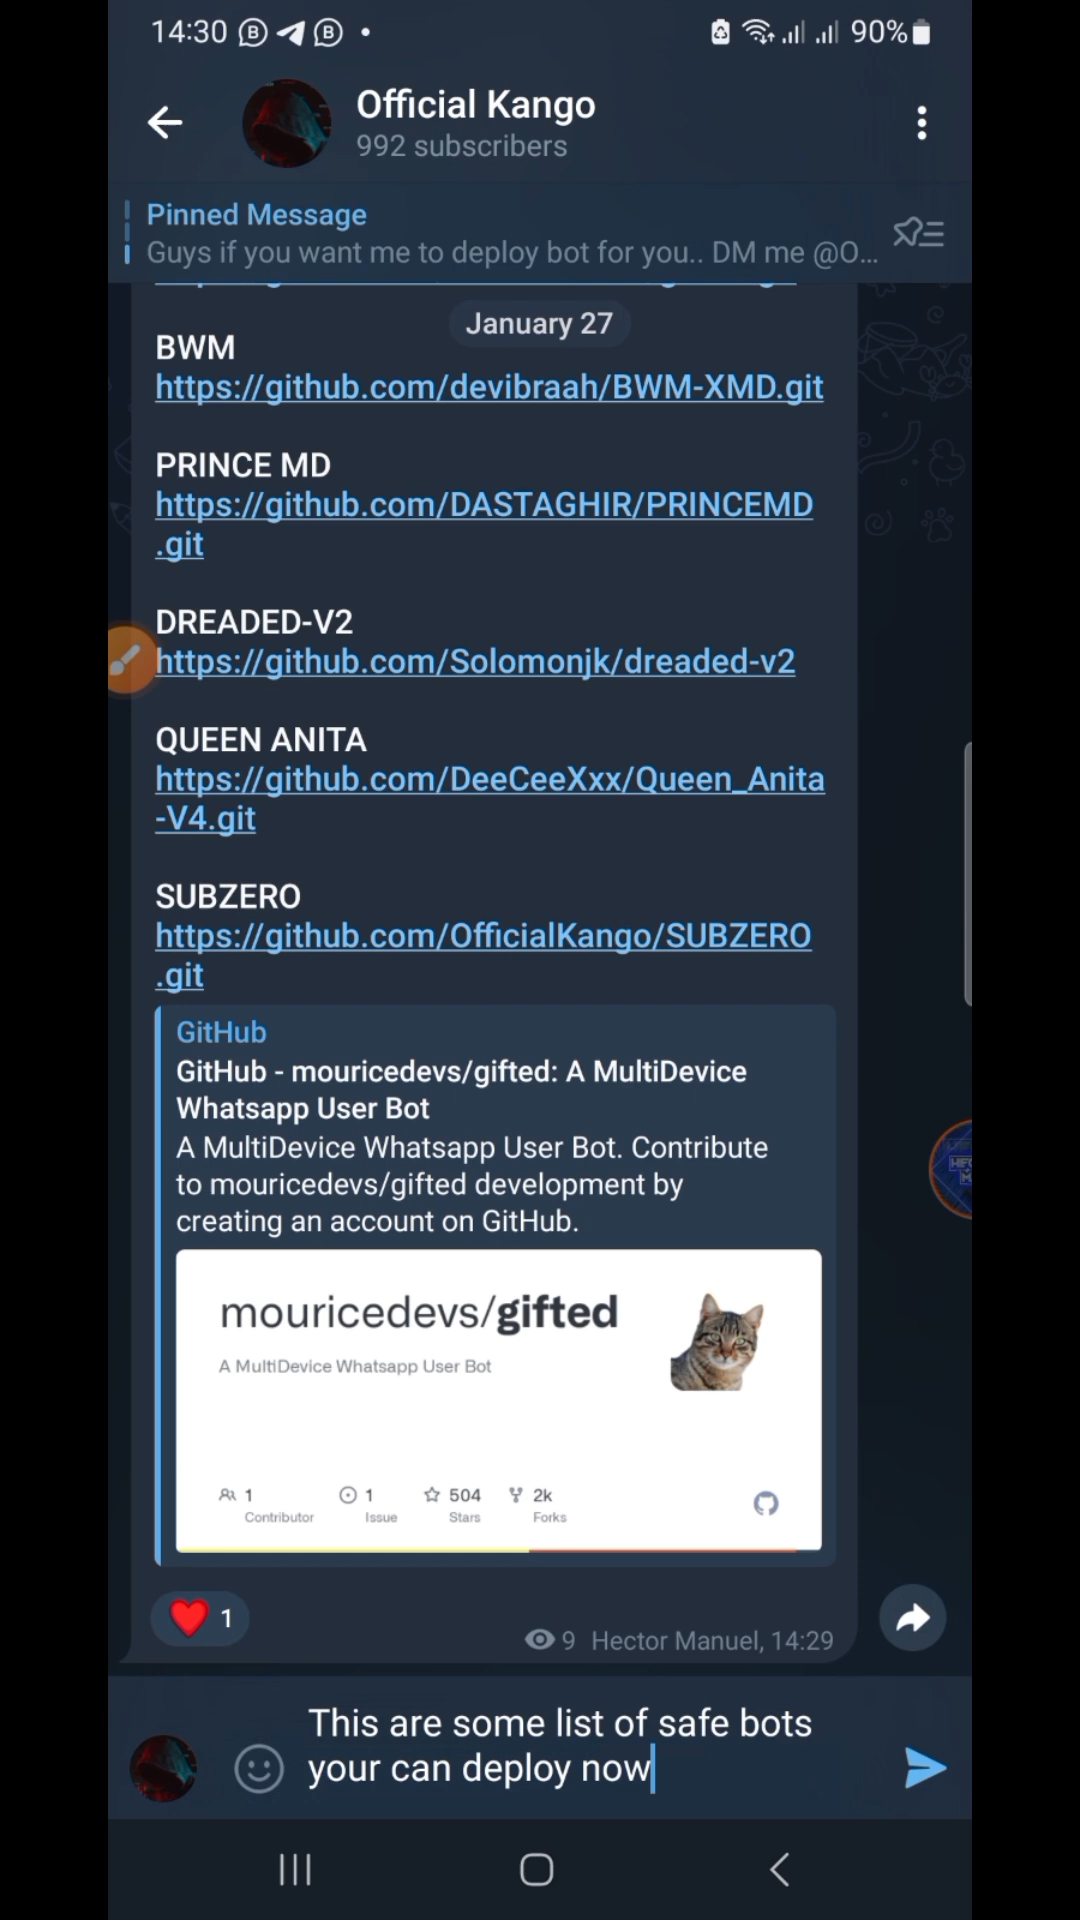 14:30
90%
Official Kango
992 subscribers
Pinned Message
Guys if you want me to deploy bot for you.. DM me @O...
January 27
BWM
https://github.com/devibraah/BWM-XMD.git
PRINCE MD
https://github.com/DASTAGHIR/PRINCEMD
.git
DREADED-V2
https://github.com/Solomonjk/dreaded-v2
QUEEN ANITA
https://github.com/DeeCeeXxx/Queen_Anita
-V4.git
SUBZERO
https://github.com/OfficialKango/SUBZERO
.git
GitHub
GitHub - mouricedevs/gifted: A MultiDevice
Whatsapp User Bot
A MultiDevice Whatsapp User Bot. Contribute
to mouricedevs/gifted development by
creating an account on GitHub.
mouricedevs/gifted
A MultiDevice Whatsapp User Bot
1 1 504 2k
Contributor Issue Stars Forks
1
9 Hector Manuel, 14:29
This are some list of safe bots
your can deploy now